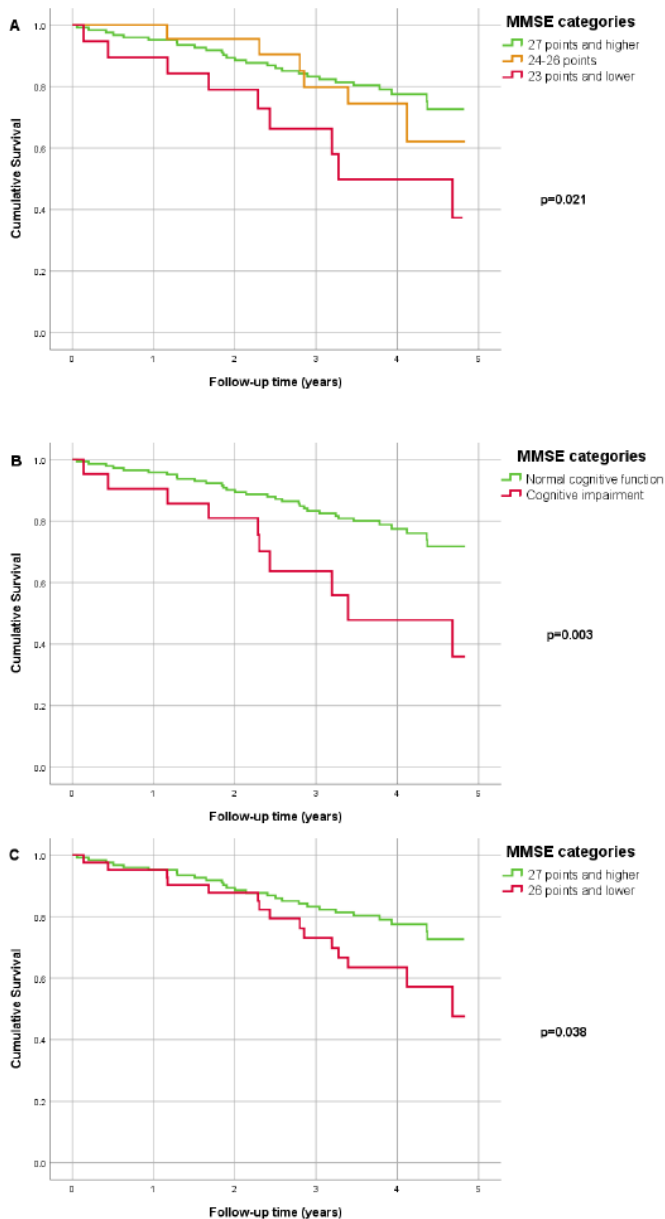 A
MMSE categories
27 points and higher
24-26 points
23 points and lower
1.0
0.8
0.6
0.4
0.2
0.0
Cumulative Survival
p=0.021
0 1 2 3 4 5
Follow-up time (years)
B
MMSE categories
Normal cognitive function
Cognitive impairment
1.0
0.8
0.6
0.4
0.2
0.0
Cumulative Survival
p=0.003
0 1 2 3 4 5
Follow-up time (years)
C
MMSE categories
27 points and higher
26 points and lower
1.0
0.8
0.6
0.4
0.2
0.0
Cumulative Survival
p=0.038
0 1 2 3 4 5
Follow-up time (years)